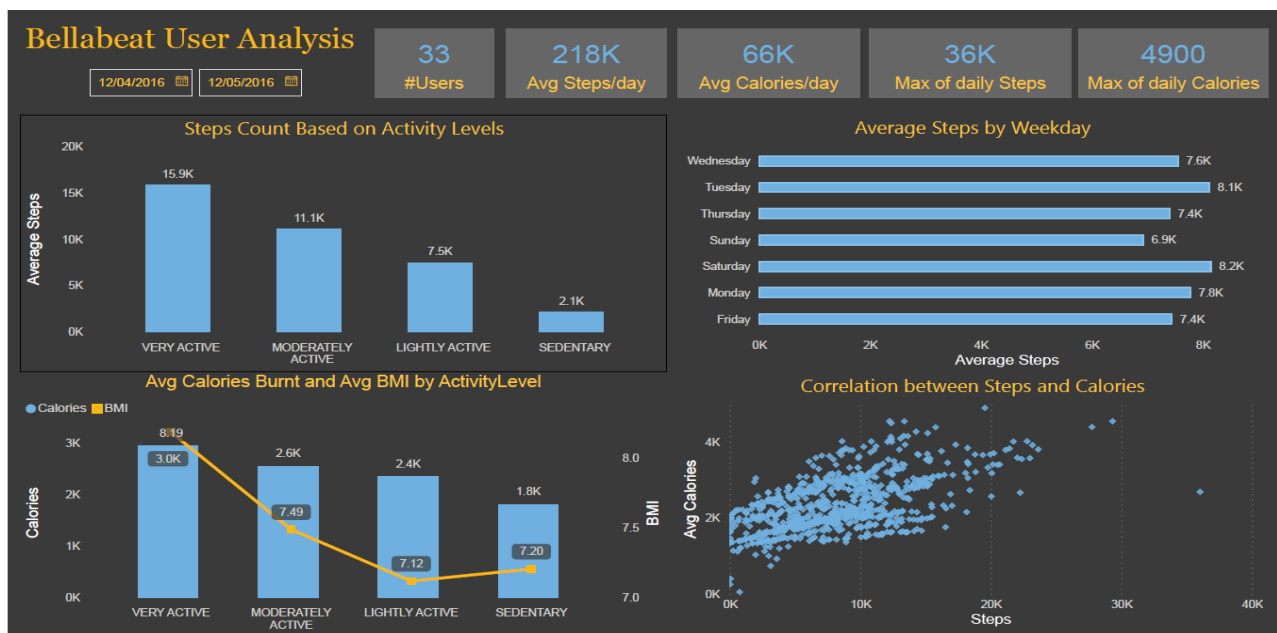 Bellabeat User Analysis
12/04/2016 12/05/2016
33
#Users
218K
Avg Steps/day
66K
Avg Calories/day
36K
Max of daily Steps
4900
Max of daily Calories
Steps Count Based on Activity Levels
Average Steps
20K
15K
10K
5K
0K
15.9K
11.1K
7.5K
2.1K
VERY ACTIVE
MODERATELY
ACTIVE
LIGHTLY ACTIVE
SEDENTARY
Average Steps by Weekday
Wednesday 7.6K
Tuesday 8.1K
Thursday 7.4K
Sunday 6.9K
Saturday 8.2K
Monday 7.8K
Friday 7.4K
0K 2K 4K 6K 8K
Average Steps
Avg Calories Burnt and Avg BMI by ActivityLevel
Calories BMI
Calories
3K
2K
1K
0K
8.19
3.0K
2.6K
7.49
2.4K
7.12
1.8K
7.20
8.0
7.5
7.0
BMI
VERY ACTIVE
MODERATELY
ACTIVE
LIGHTLY ACTIVE
SEDENTARY
Correlation between Steps and Calories
Avg Calories
4K
2K
0K
0K 10K 20K 30K 40K
Steps